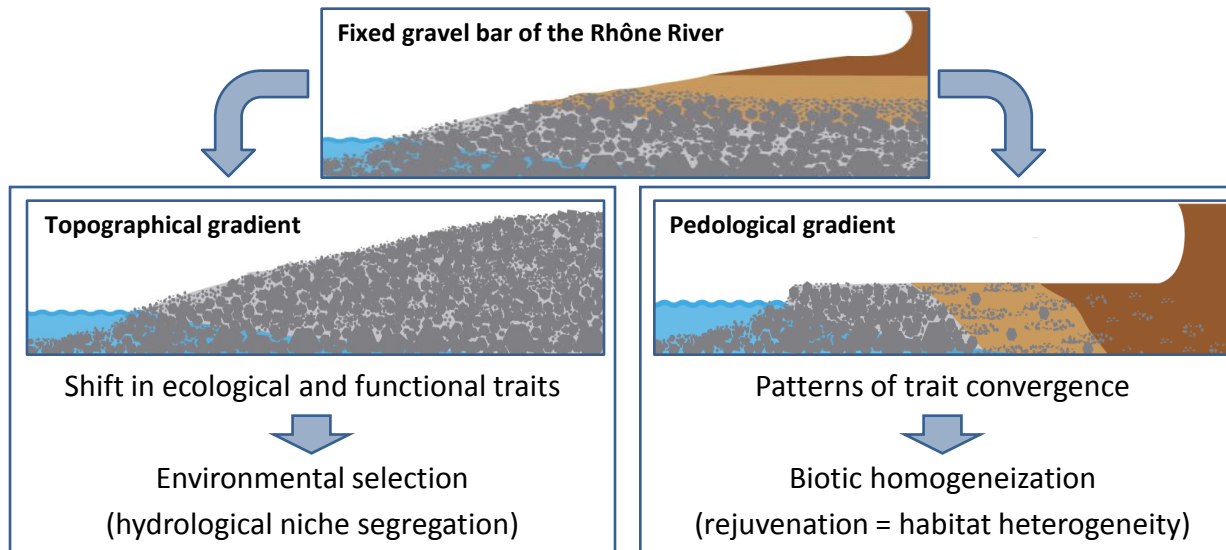 Fixed gravel bar of the Rhône River
Topographical gradient
Shift in ecological and functional traits
Environmental selection
(hydrological niche segregation)
Pedological gradient
Patterns of trait convergence
Biotic homogeneization
(rejuvenation = habitat heterogeneity)